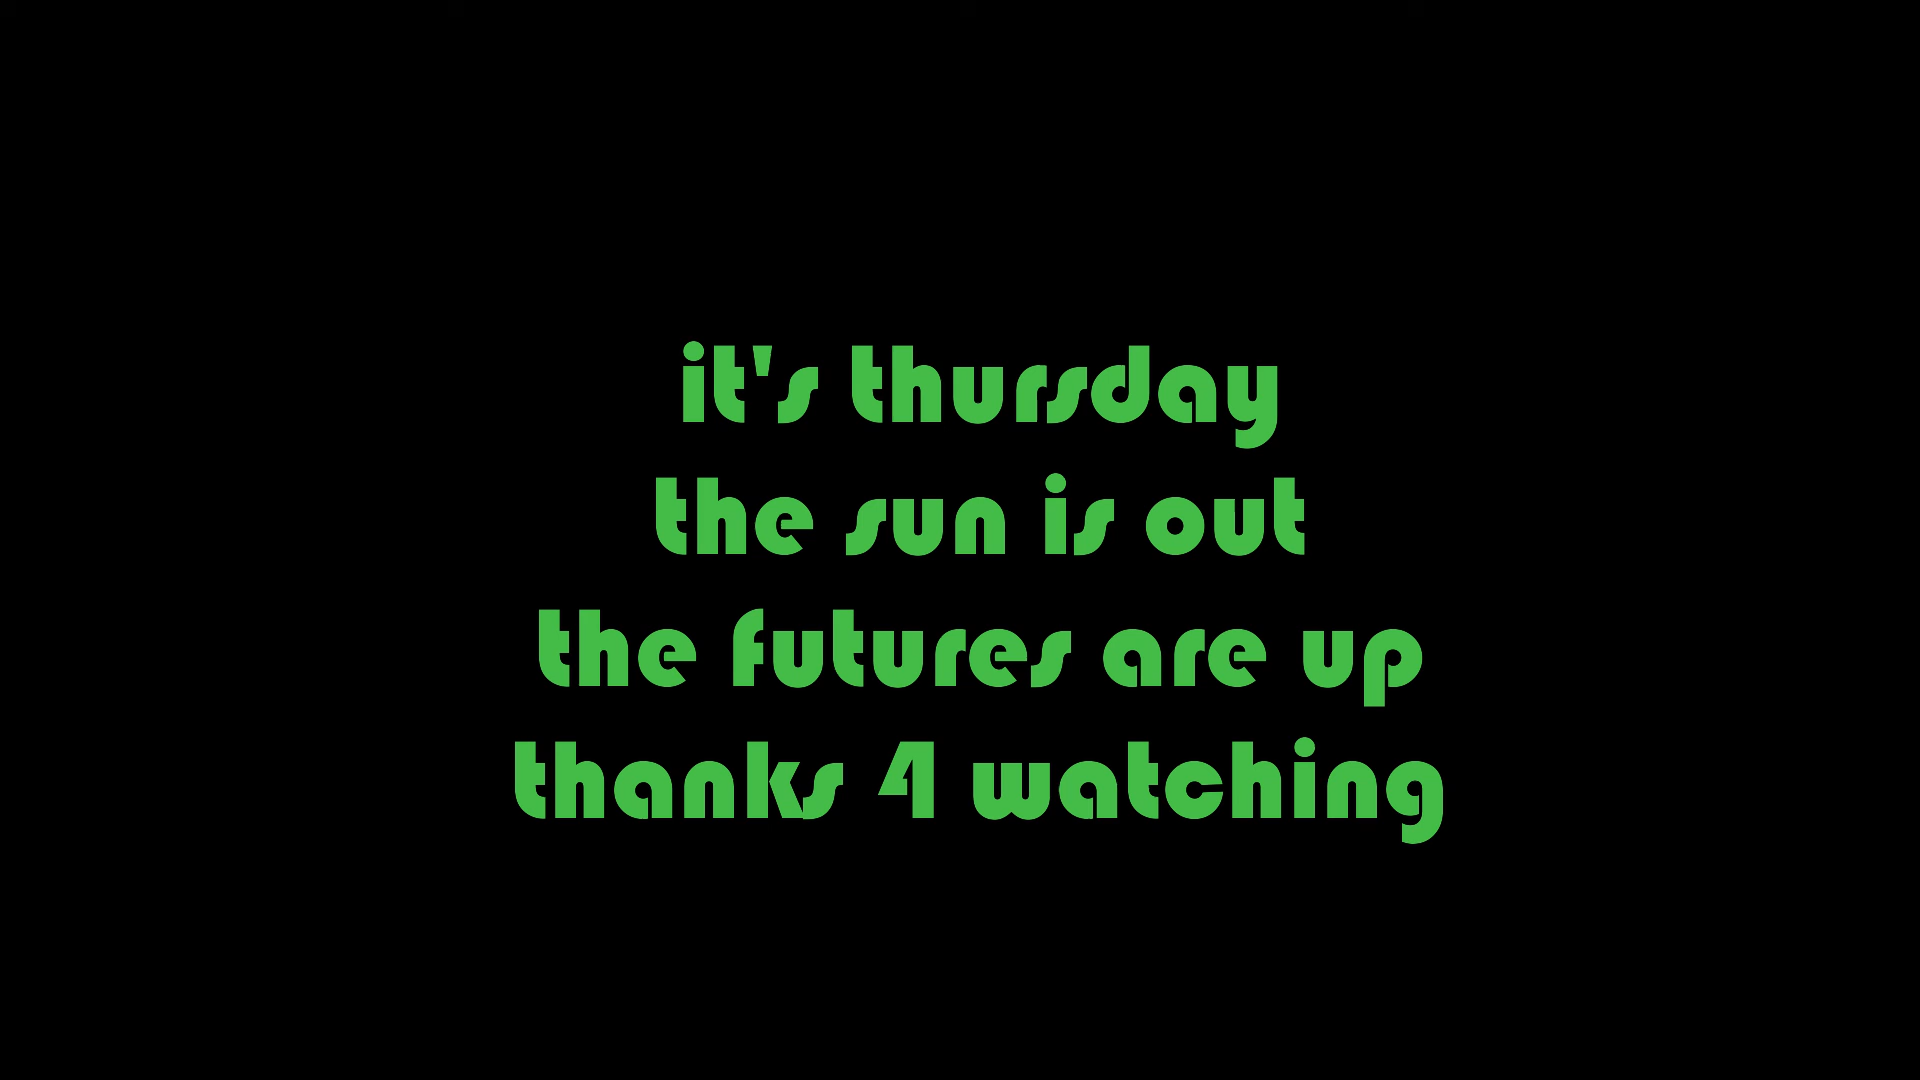 it's thursday
the sun is out
the futures are up
thanks 4 watching